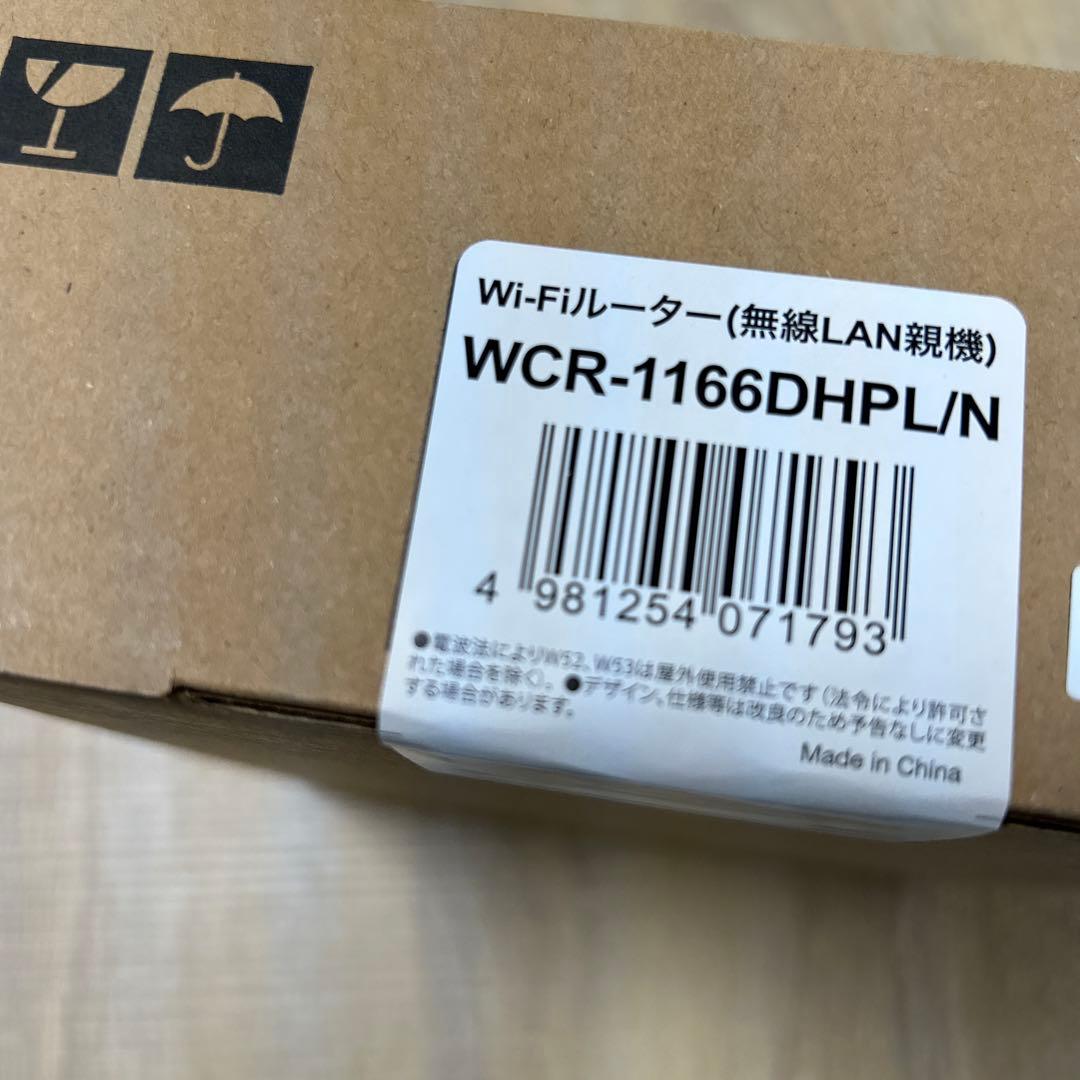 Wi-Fiルーター(無線LAN親機)
WCR-1166DHPL/N
4 981254 071793
●電波法によりW52、W53は屋外使用禁止です(法令により許可さ
れた場合を除く)。●デザイン、仕様等は改良のため予告なしに変更
する場合があります。
Made in China